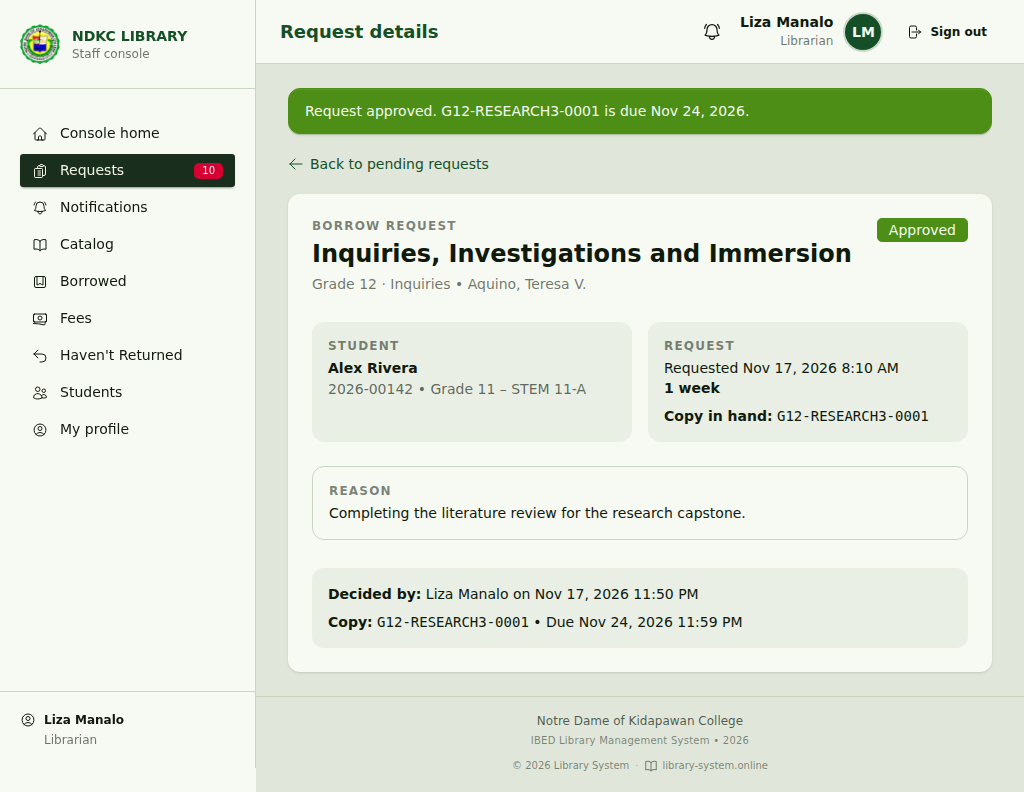 NDKC LIBRARY
Staff console
Console home
Requests
10
Notifications
Catalog
Borrowed
Fees
Haven't Returned
Students
My profile
Liza Manalo
Librarian
Request details
Liza Manalo
Librarian
LM
Sign out
Request approved. G12-RESEARCH3-0001 is due Nov 24, 2026.
Back to pending requests
BORROW REQUEST
Approved
Inquiries, Investigations and Immersion
Grade 12 · Inquiries • Aquino, Teresa V.
STUDENT
Alex Rivera
2026-00142 • Grade 11 – STEM 11-A
REQUEST
Requested Nov 17, 2026 8:10 AM
1 week
Copy in hand: G12-RESEARCH3-0001
REASON
Completing the literature review for the research capstone.
Decided by: Liza Manalo on Nov 17, 2026 11:50 PM
Copy: G12-RESEARCH3-0001 • Due Nov 24, 2026 11:59 PM
Notre Dame of Kidapawan College
IBED Library Management System • 2026
© 2026 Library System · library-system.online